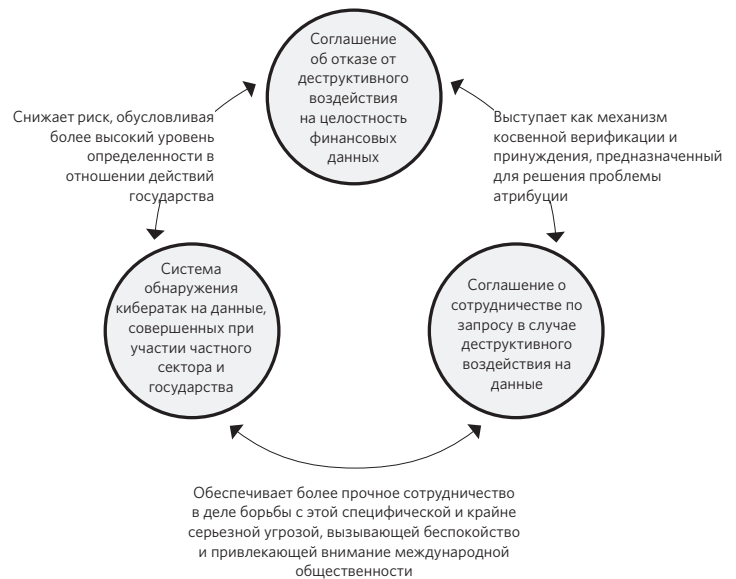 Соглашение
об отказе от
деструктивного
воздействия
на целостность
финансовых
данных
Снижает риск, обусловливая
более высокий уровень
определенности в
отношении действий
государства
Выступает как механизм
косвенной верификации и
принуждения, предназначенный
для решения проблемы
атрибуции
Система
обнаружения
кибератак на данные,
совершенных при
участии частного
сектора и
государства
Соглашение о
сотрудничестве по
запросу в случае
деструктивного
воздействия на
данные
Обеспечивает более прочное сотрудничество
в деле борьбы с этой специфической и крайне
серьезной угрозой, вызывающей беспокойство
и привлекающей внимание международной
общественности